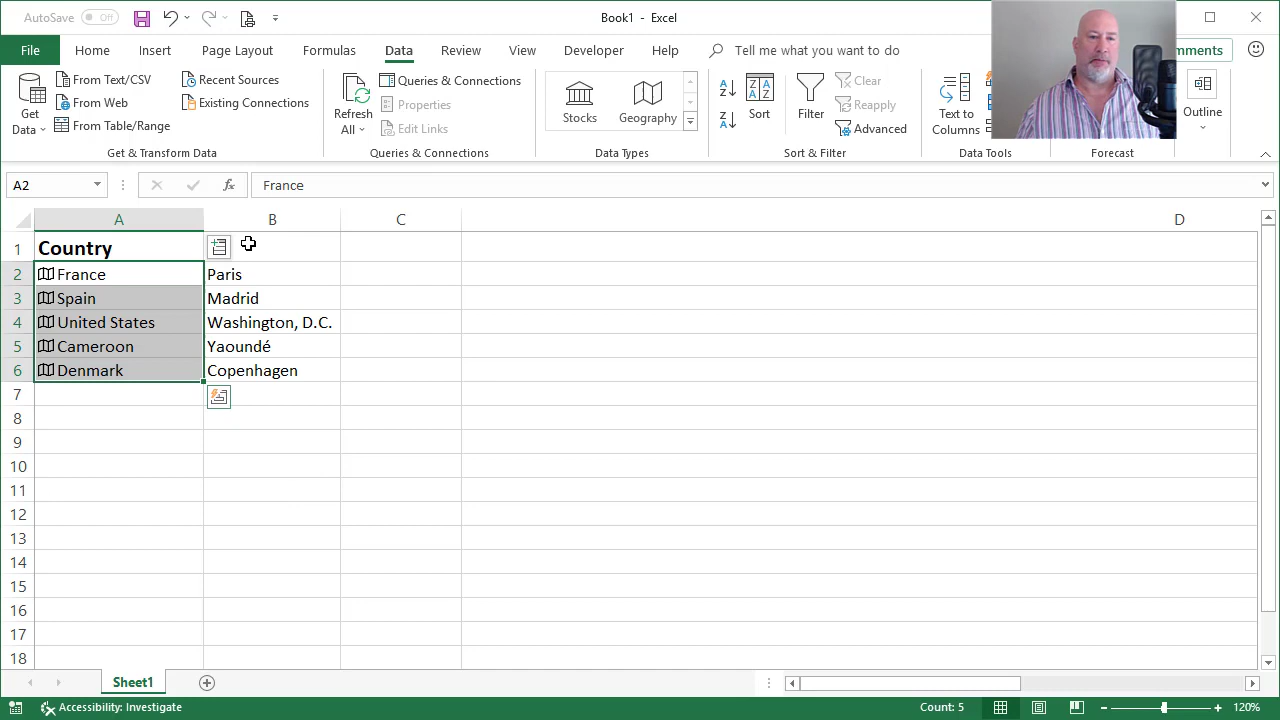 AutoSave Off
Book1 - Excel
File Home Insert Page Layout Formulas Data Review View Developer Help Tell me what you want to do
Get Data
From Text/CSV
From Web
From Table/Range
Recent Sources
Existing Connections
Get & Transform Data
Refresh All
Queries & Connections
Properties
Edit Links
Queries & Connections
Stocks
Geography
Data Types
Sort
Filter
Clear
Reapply
Advanced
Sort & Filter
Text to Columns
Data Tools
Forecast
Outline
A2 fx France
A B C D
1 Country
2 France Paris
3 Spain Madrid
4 United States Washington, D.C.
5 Cameroon Yaoundé
6 Denmark Copenhagen
7
8
9
10
11
12
13
14
15
16
17
18
Sheet1
Accessibility: Investigate Count: 5 120%